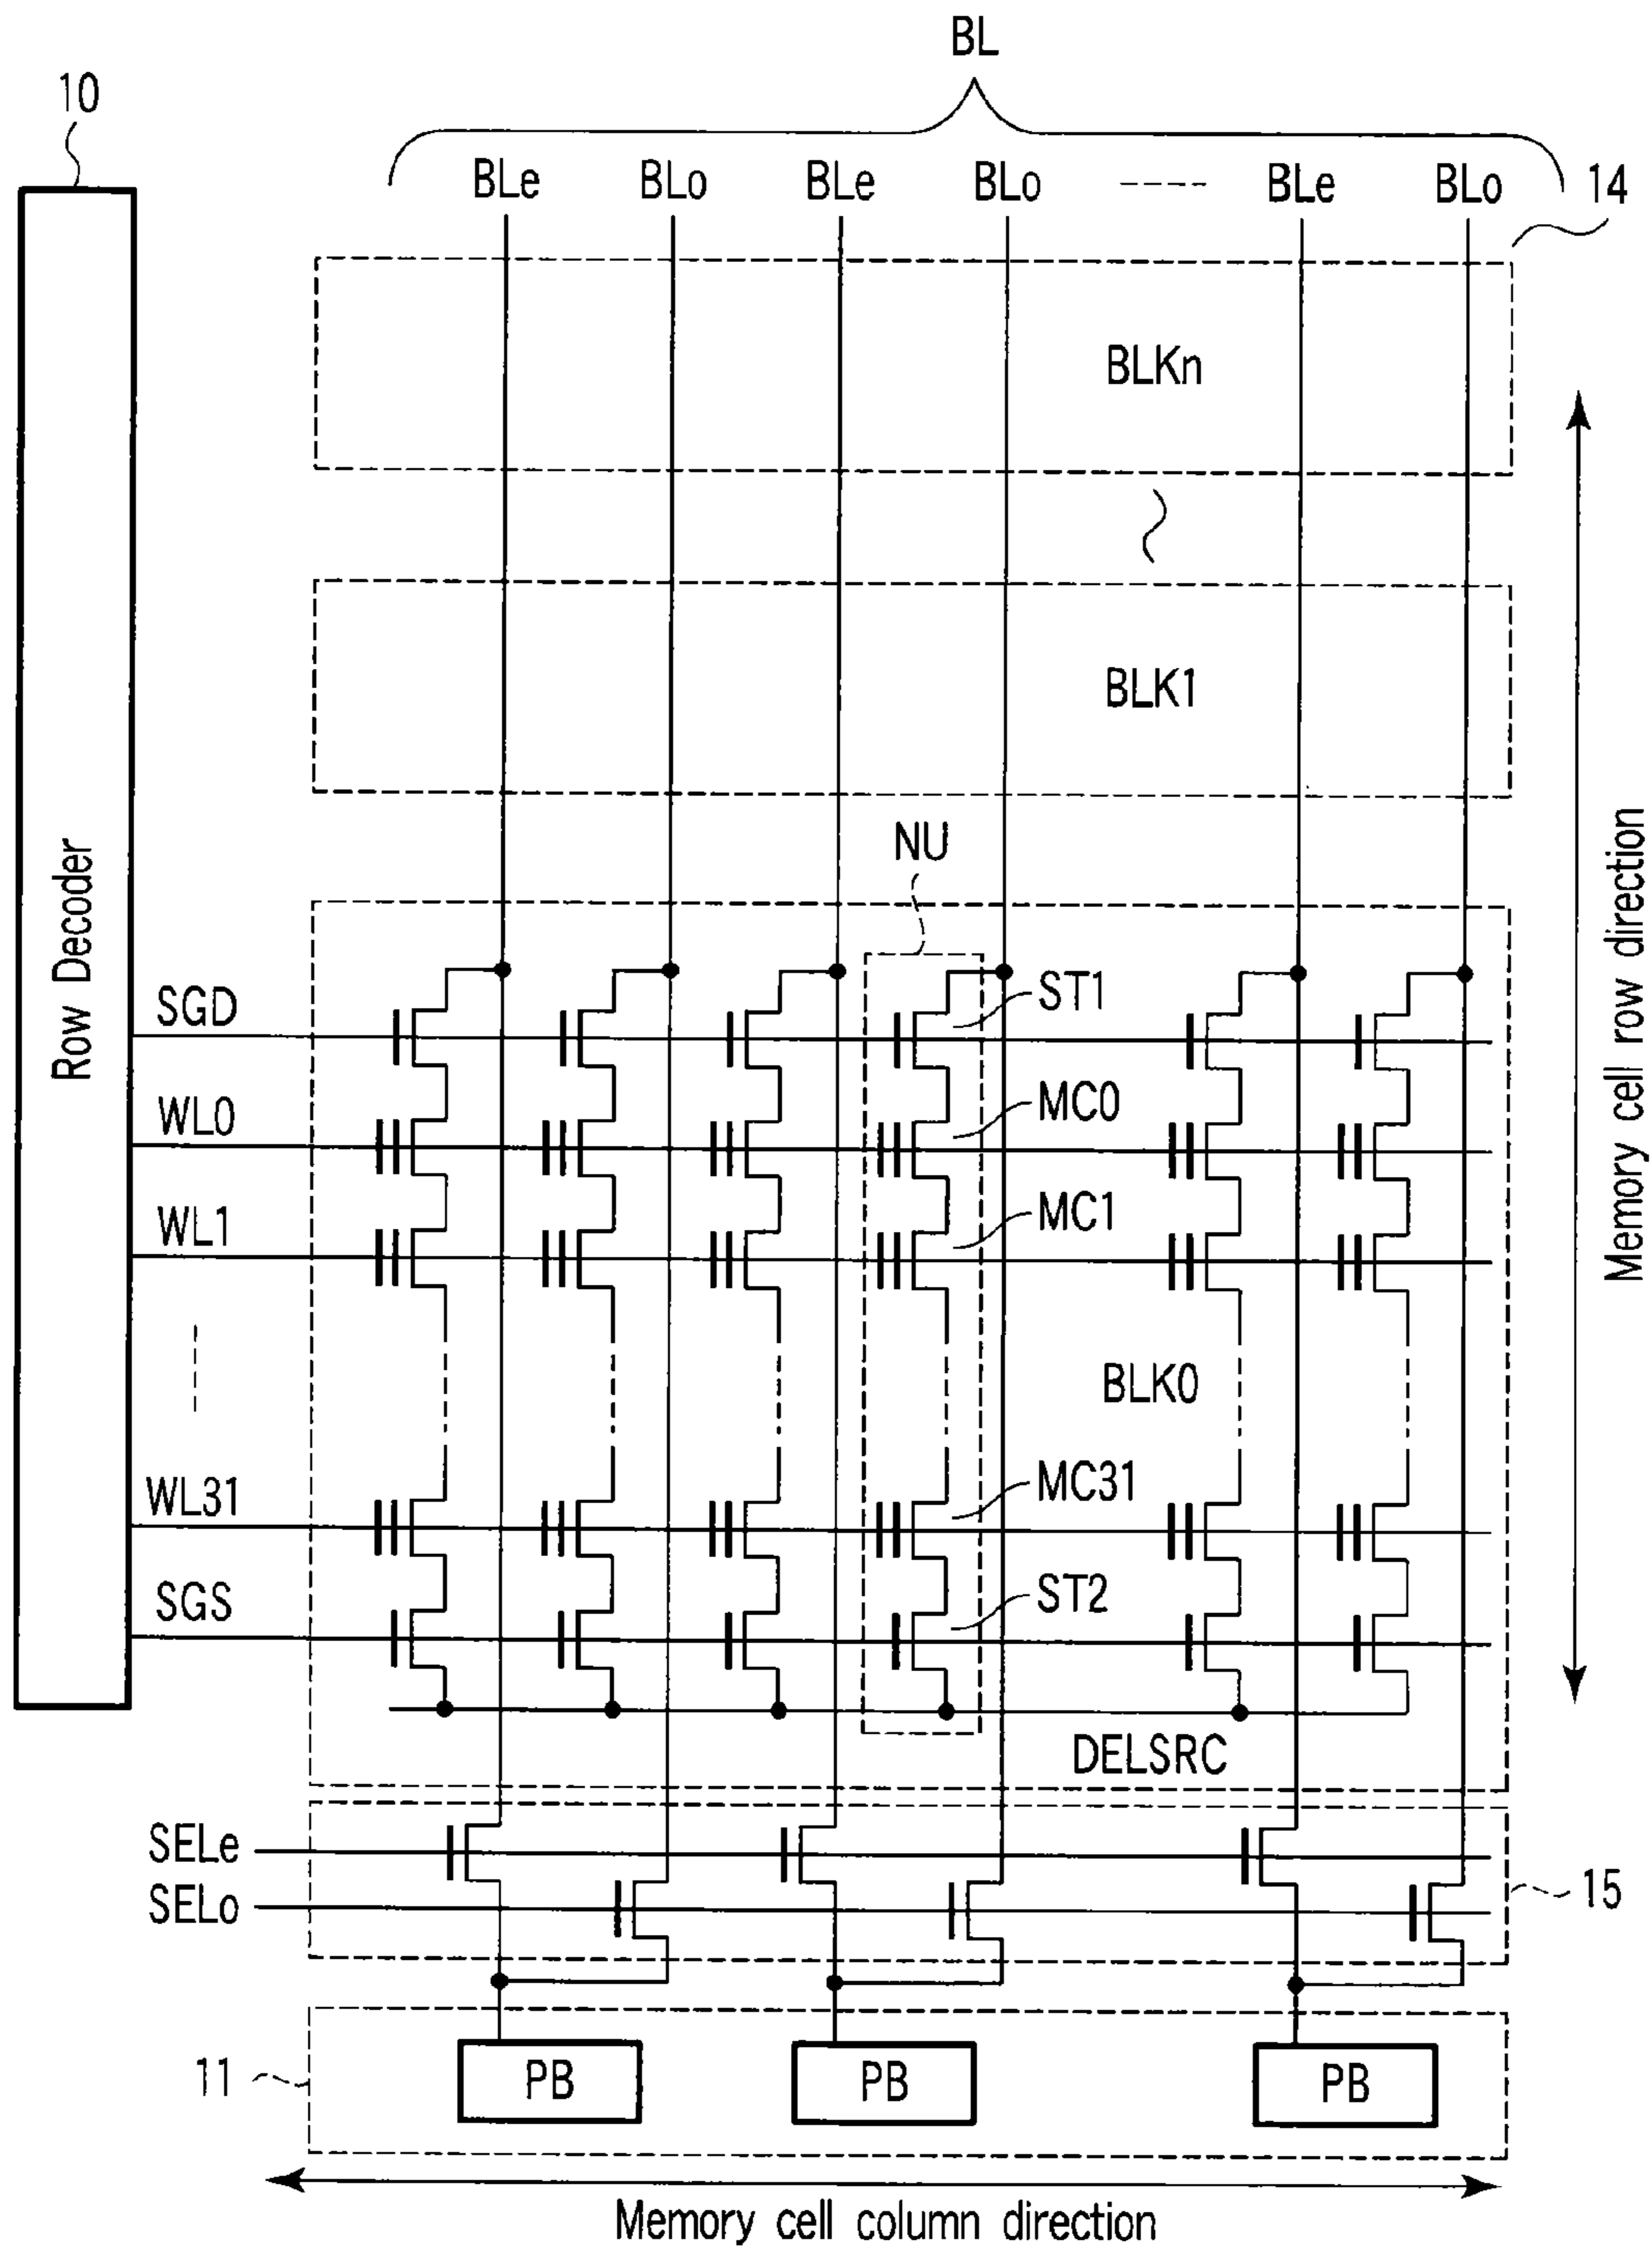 BL
10
BLe BLo BLe BLo BLe BLo
14
BLKn
BLK1
NU
Row Decoder
Memory cell row direction
SGD
ST1
WL0
MC0
WL1
MC1
BLK0
WL31
MC31
SGS
ST2
DELSRC
SELe
SELo
15
11
PB PB PB
Memory cell column direction